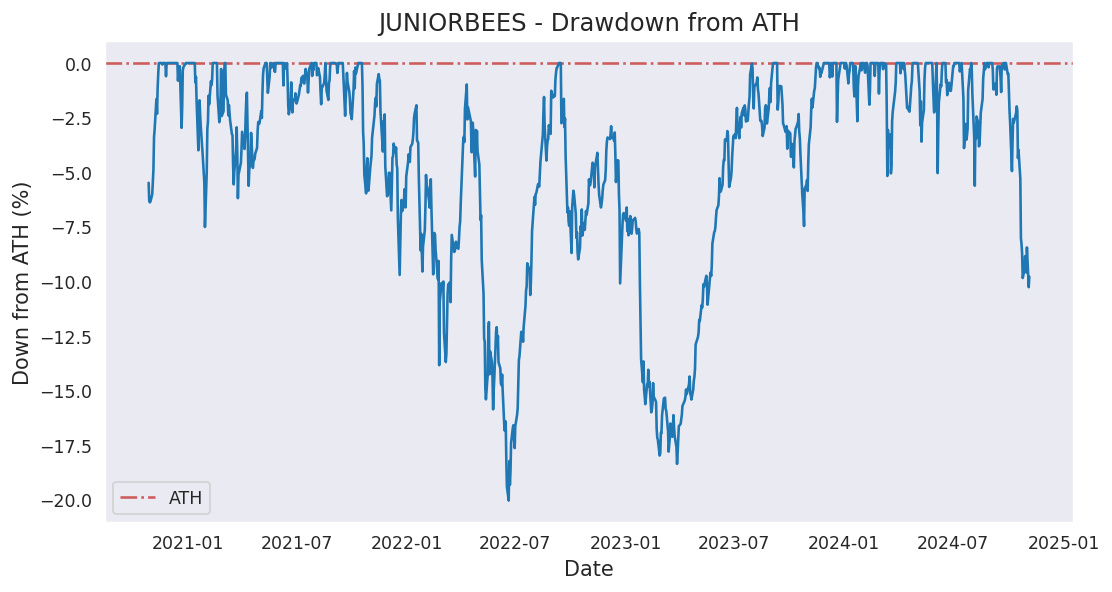 JUNIORBEES - Drawdown from ATH
Down from ATH (%)
0.0
−2.5
−5.0
−7.5
−10.0
−12.5
−15.0
−17.5
−20.0
ATH
2021-01 2021-07 2022-01 2022-07 2023-01 2023-07 2024-01 2024-07 2025-01
Date